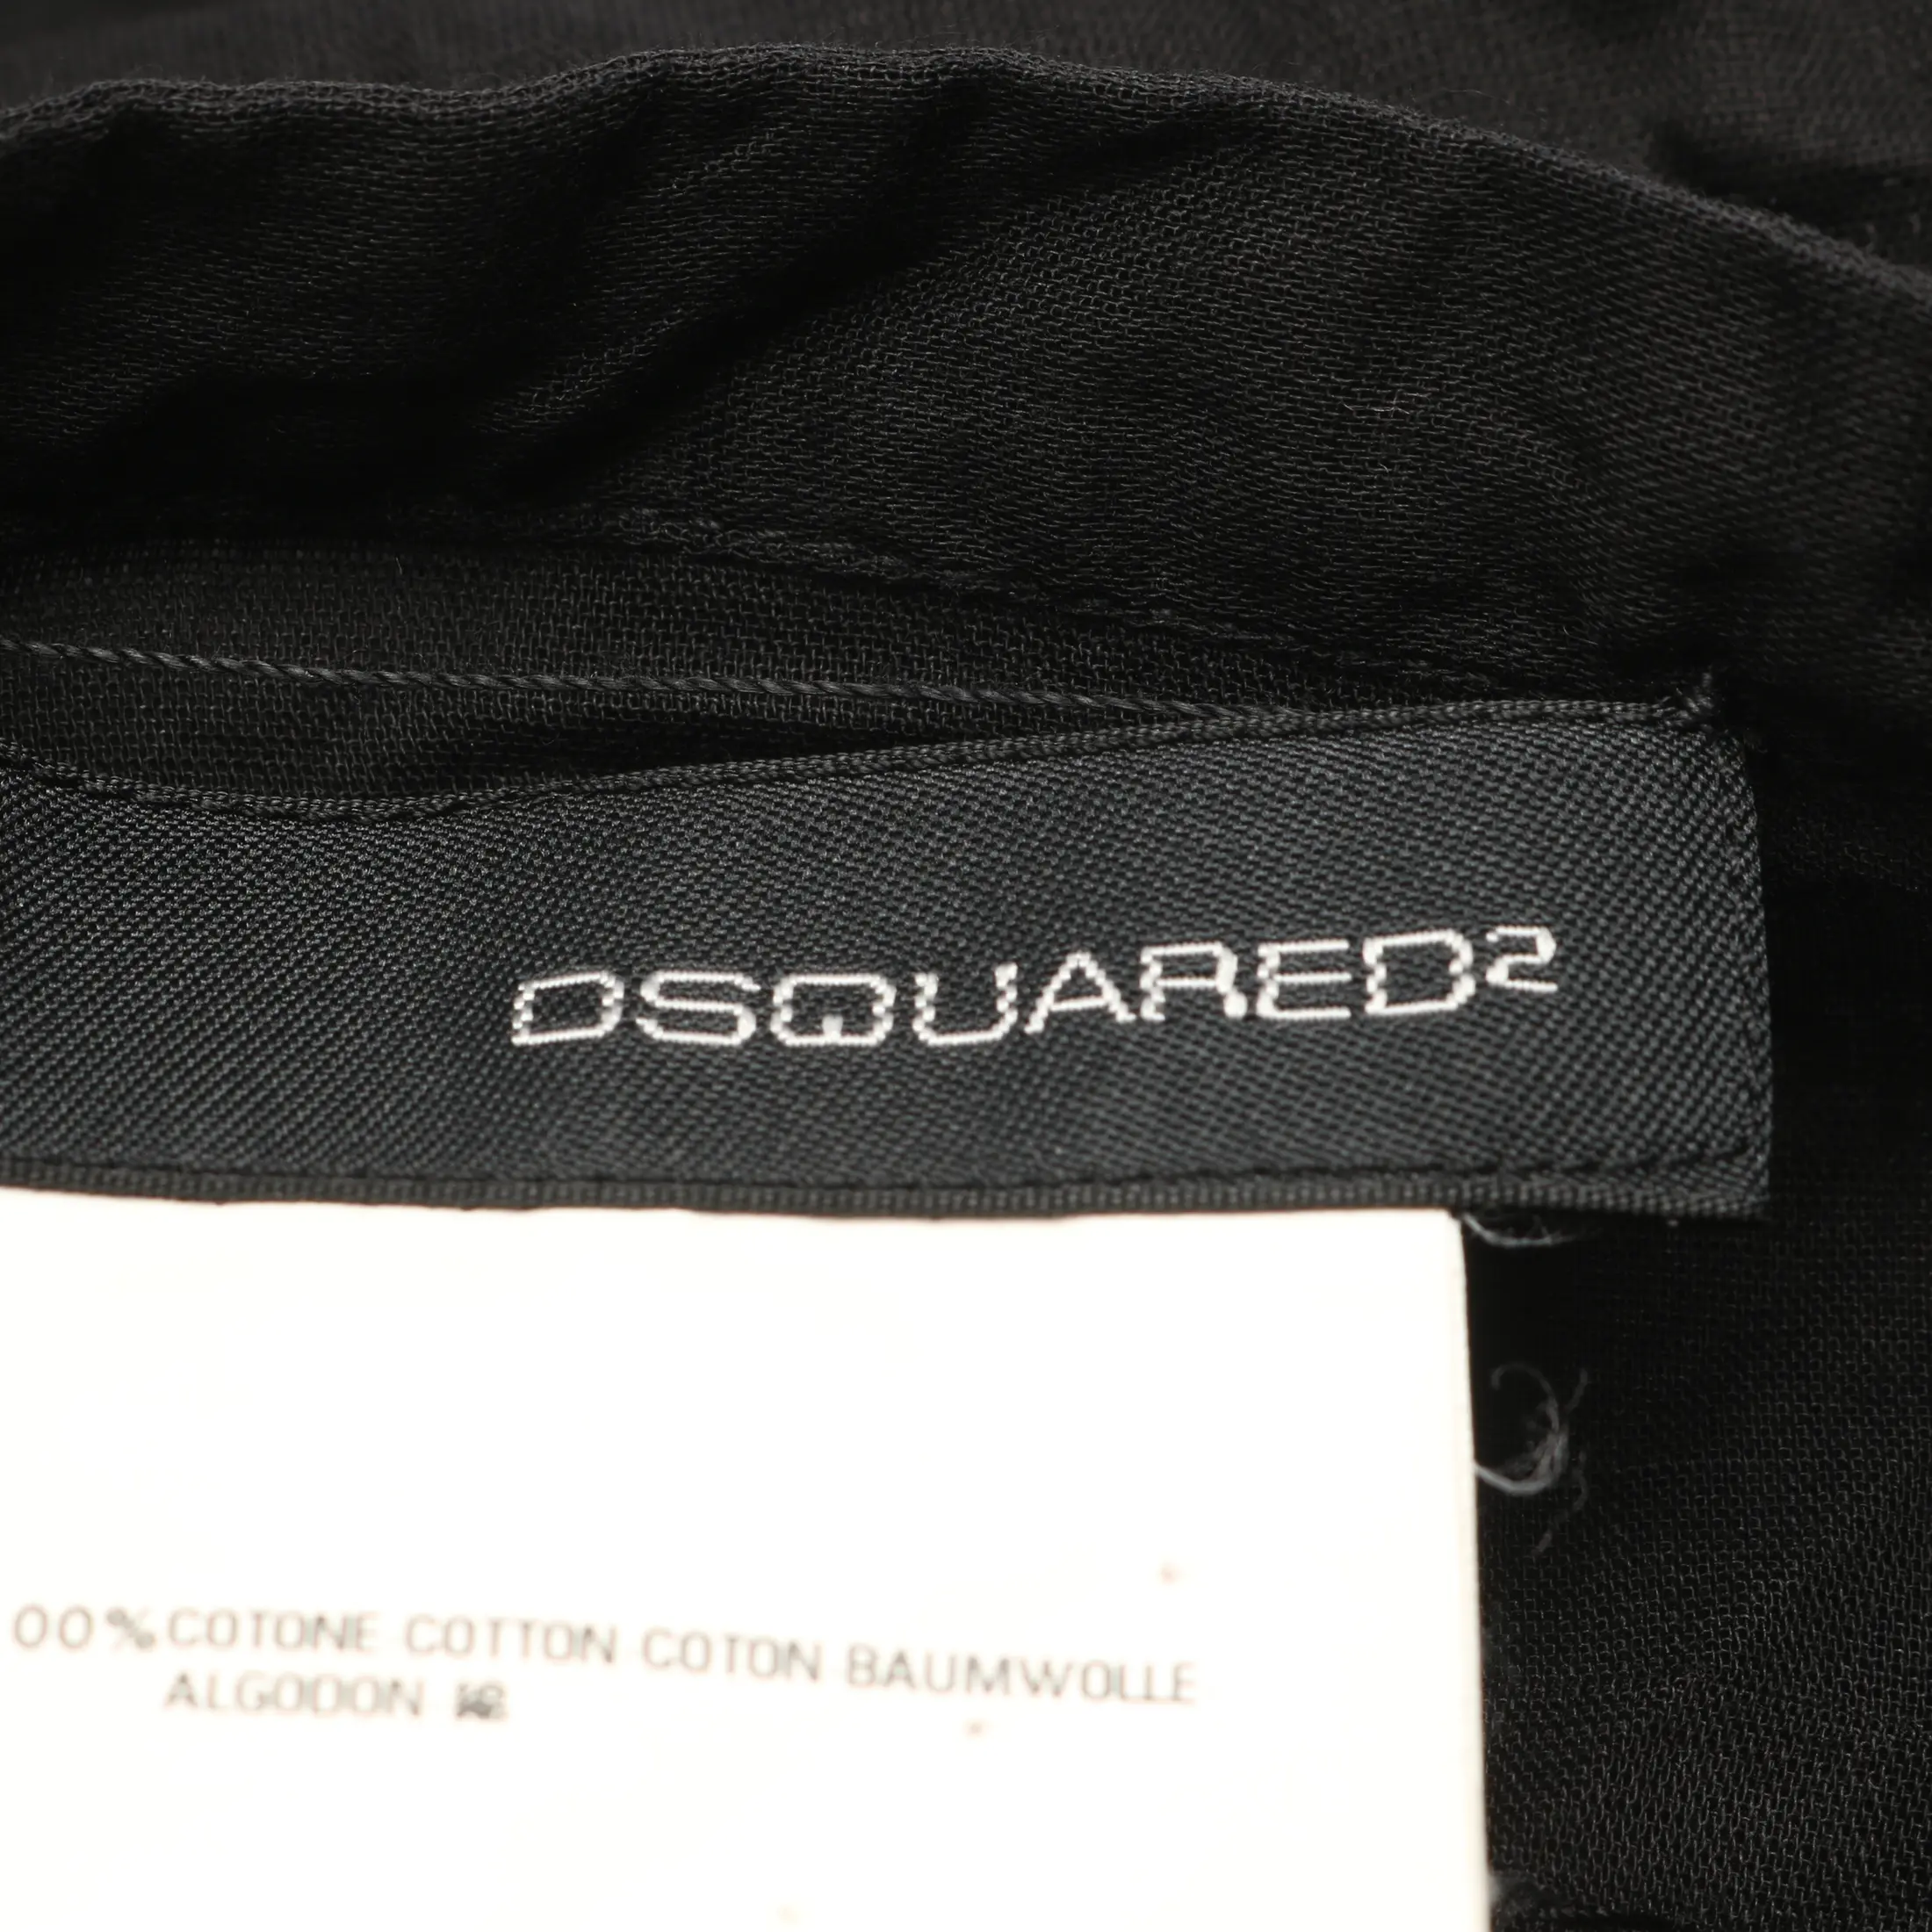 DSQUARED2
00% COTONE COTTON COTON BAUMWOLLE
ALGODON